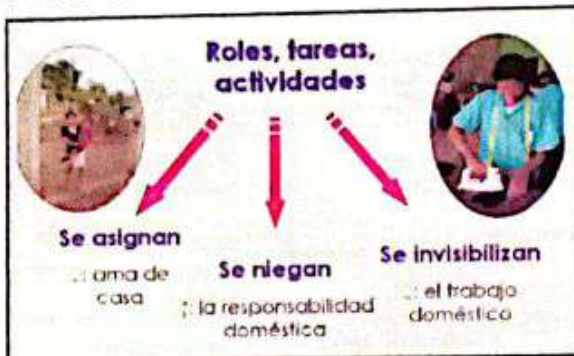 Roles, tareas,
actividades
Se asignan
.: ama de
casa
Se niegan
.: la responsabilidad
doméstica
Se invisibilizan
.: el trabajo
doméstico